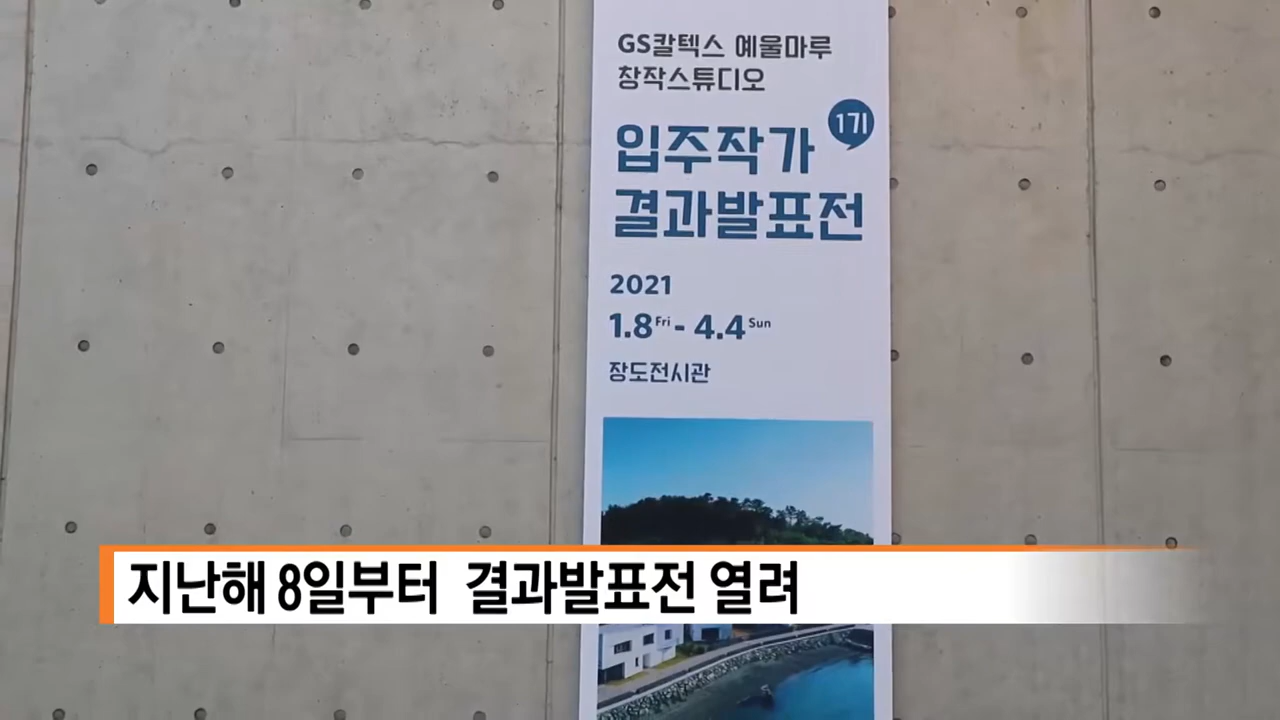 GS칼텍스 예울마루
창작스튜디오
입주작가 1기
결과발표전
2021
1.8 Fri - 4.4 Sun
장도전시관
지난해 8일부터 결과발표전 열려